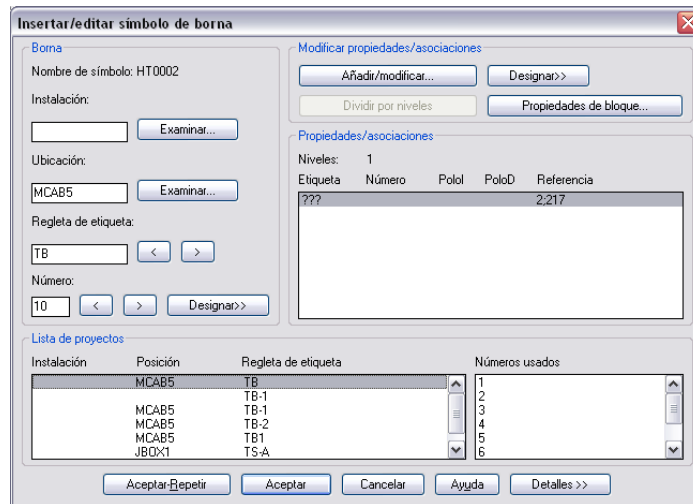 Insertar/editar símbolo de borna
Borna
Nombre de símbolo: HT0002
Instalación:
Examinar...
Ubicación:
MCAB5
Examinar...
Regleta de etiqueta:
TB
<
>
Número:
10
<
>
Designar>>
Modificar propiedades/asociaciones
Añadir/modificar...
Designar>>
Dividir por niveles
Propiedades de bloque...
Propiedades/asociaciones
Niveles: 1
Etiqueta Número PoloI PoloD Referencia
??? 2;217
Lista de proyectos
Instalación Posición Regleta de etiqueta
MCAB5 TB
TB-1
MCAB5 TB-1
MCAB5 TB-2
MCAB5 TB1
JBOX1 TS-A
Números usados
1
2
3
4
5
6
Aceptar-Repetir
Aceptar
Cancelar
Ayuda
Detalles >>